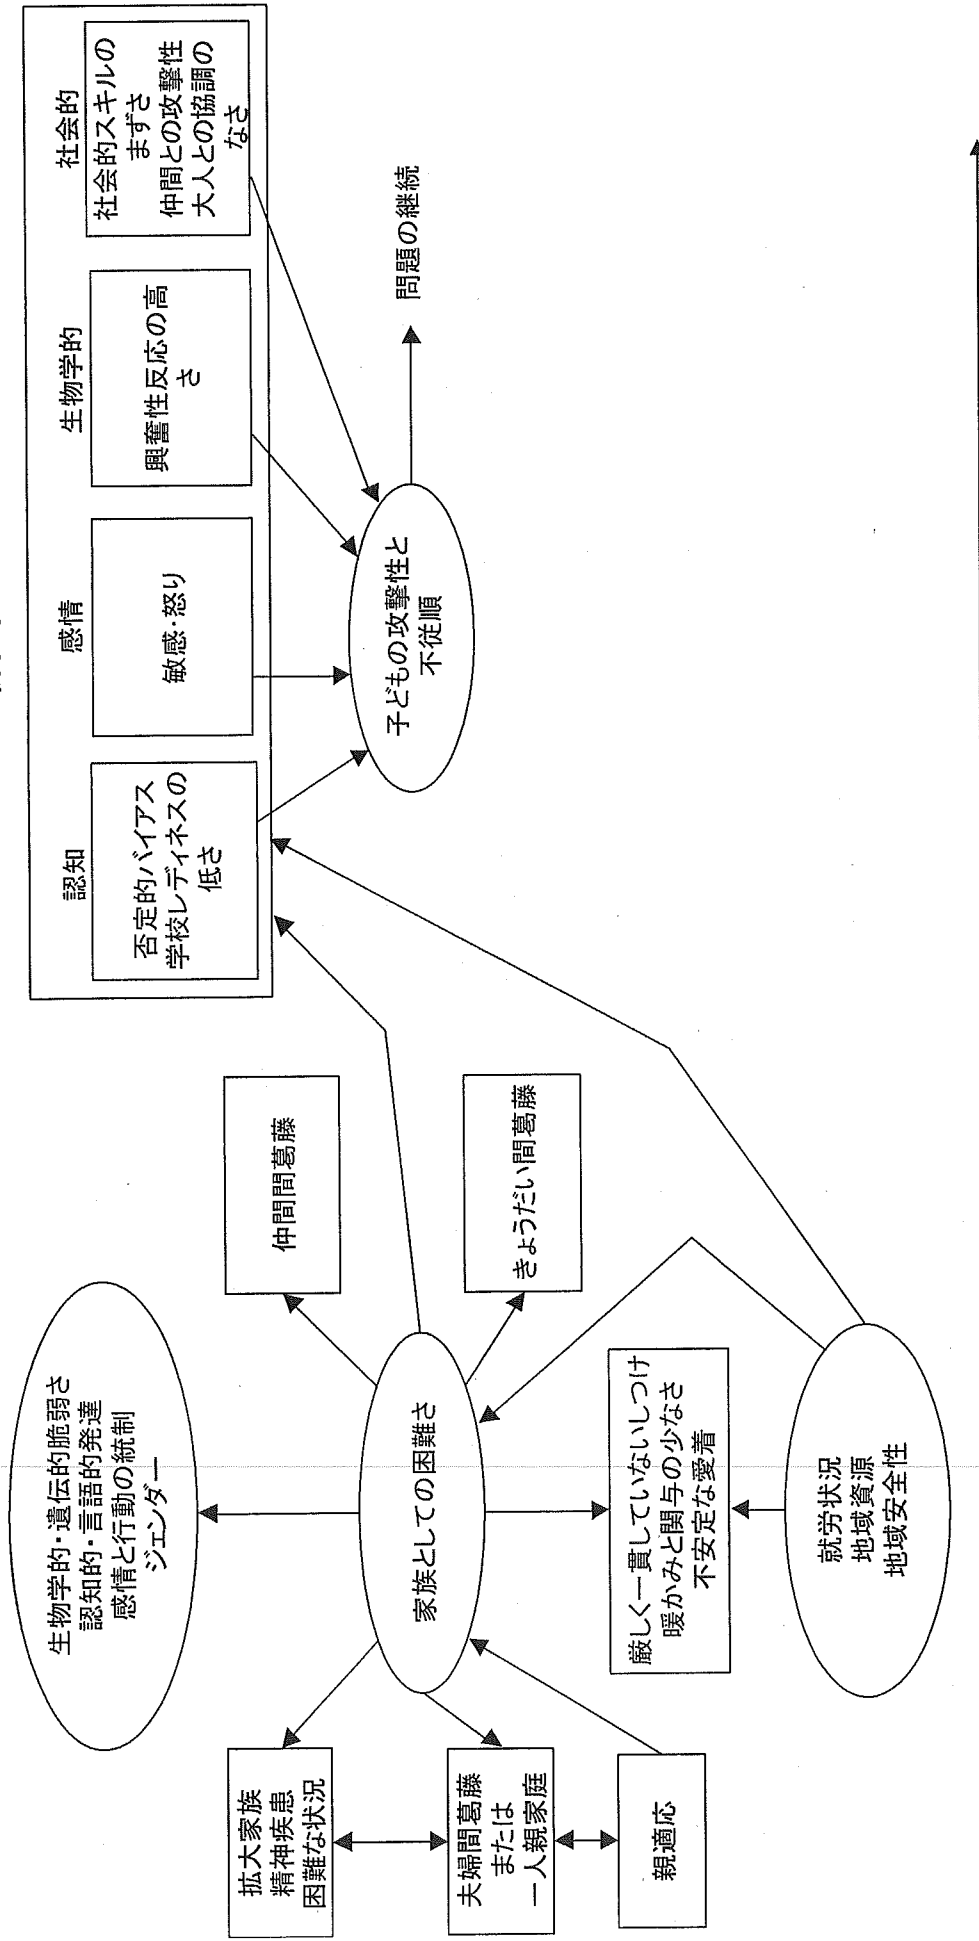 拡大家族
精神疾患
困難な状況
夫婦間葛藤
または
一人親家庭
親適応
生物学的・遺伝的脆弱さ
認知的・言語的発達
感情と行動の統制
ジェンダー
家族としての困難さ
厳しく一貫していないしつけ
暖かみと関与の少なさ
不安定な愛着
就労状況
地域資源
地域安全性
仲間間葛藤
きょうだい間葛藤
認知
否定的バイアス
学校レディネスの
低さ
感情
敏感・怒り
生物学的
興奮性反応の高
さ
社会的
社会的スキルの
まずさ
仲間との攻撃性
大人との協調の
なさ
子どもの攻撃性と
不従順
問題の継続